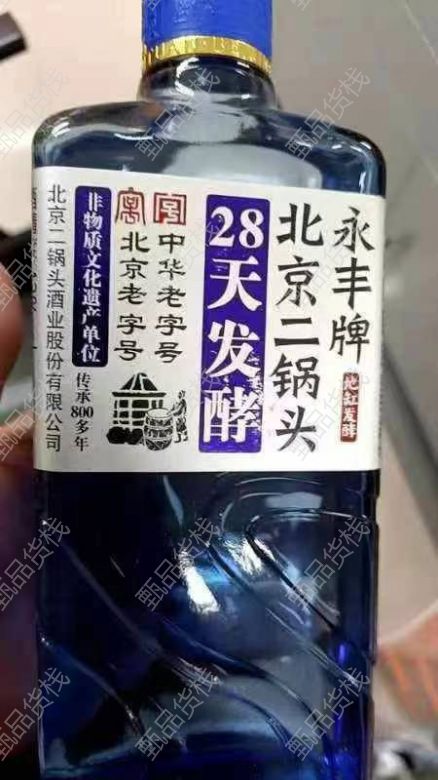 永丰牌
北京二锅头
地缸发酵
28天发酵
中华老字号
北京老字号
非物质文化遗产单位
传承800多年
北京二锅头酒业股份有限公司
甄品货栈